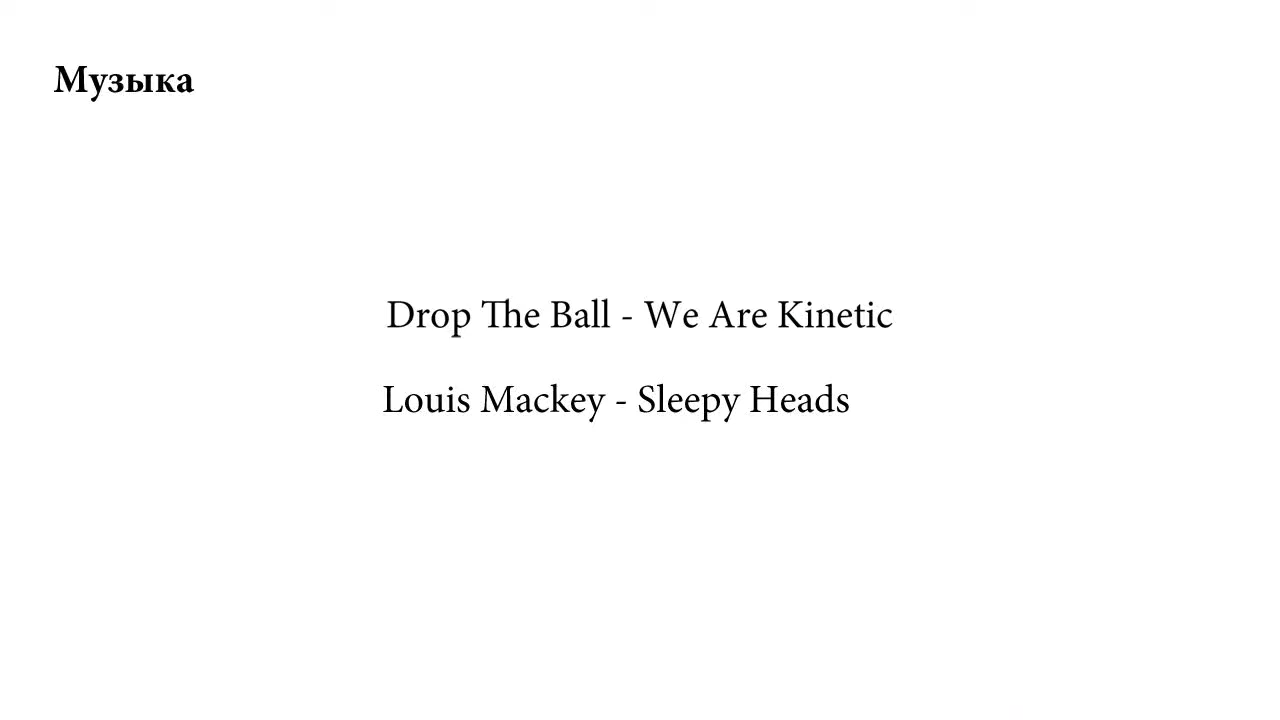 Музыка
Drop The Ball - We Are Kinetic
Louis Mackey - Sleepy Heads